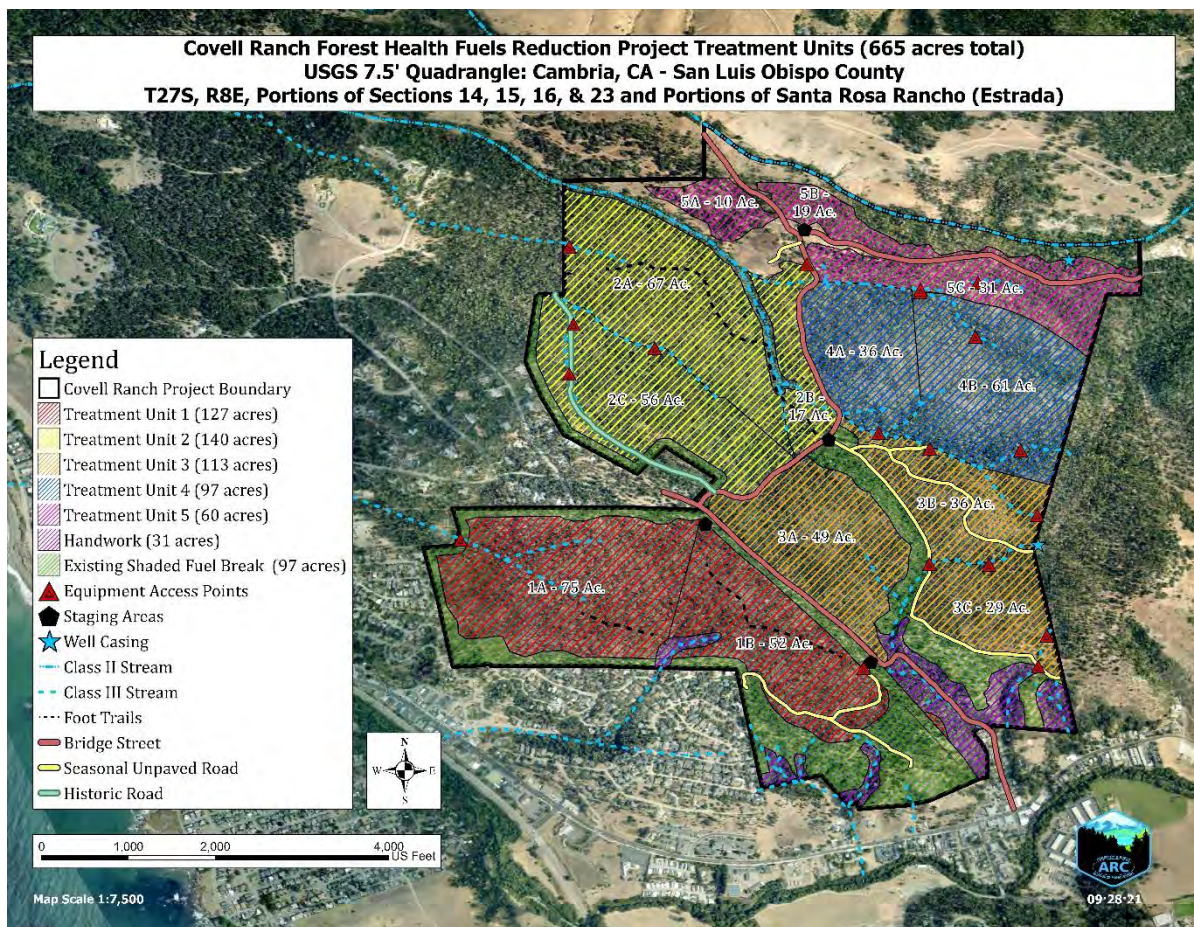 Covell Ranch Forest Health Fuels Reduction Project Treatment Units (665 acres total)
USGS 7.5' Quadrangle: Cambria, CA - San Luis Obispo County
T27S, R8E, Portions of Sections 14, 15, 16, & 23 and Portions of Santa Rosa Rancho (Estrada)
5A - 10 Ac.
5B -
19 Ac.
2A - 67 Ac.
5C - 31 Ac.
4A - 36 Ac.
4B - 61 Ac.
2C - 56 Ac.
2B -
17 Ac.
3B - 36 Ac.
3A - 49 Ac.
1A - 75 Ac.
3C - 29 Ac.
1B - 52 Ac.
Legend
Covell Ranch Project Boundary
Treatment Unit 1 (127 acres)
Treatment Unit 2 (140 acres)
Treatment Unit 3 (113 acres)
Treatment Unit 4 (97 acres)
Treatment Unit 5 (60 acres)
Handwork (31 acres)
Existing Shaded Fuel Break (97 acres)
Equipment Access Points
Staging Areas
Well Casing
Class II Stream
Class III Stream
Foot Trails
Bridge Street
Seasonal Unpaved Road
Historic Road
N
W E
S
0 1,000 2,000 4,000
US Feet
Map Scale 1:7,500
ARC
09-28-21